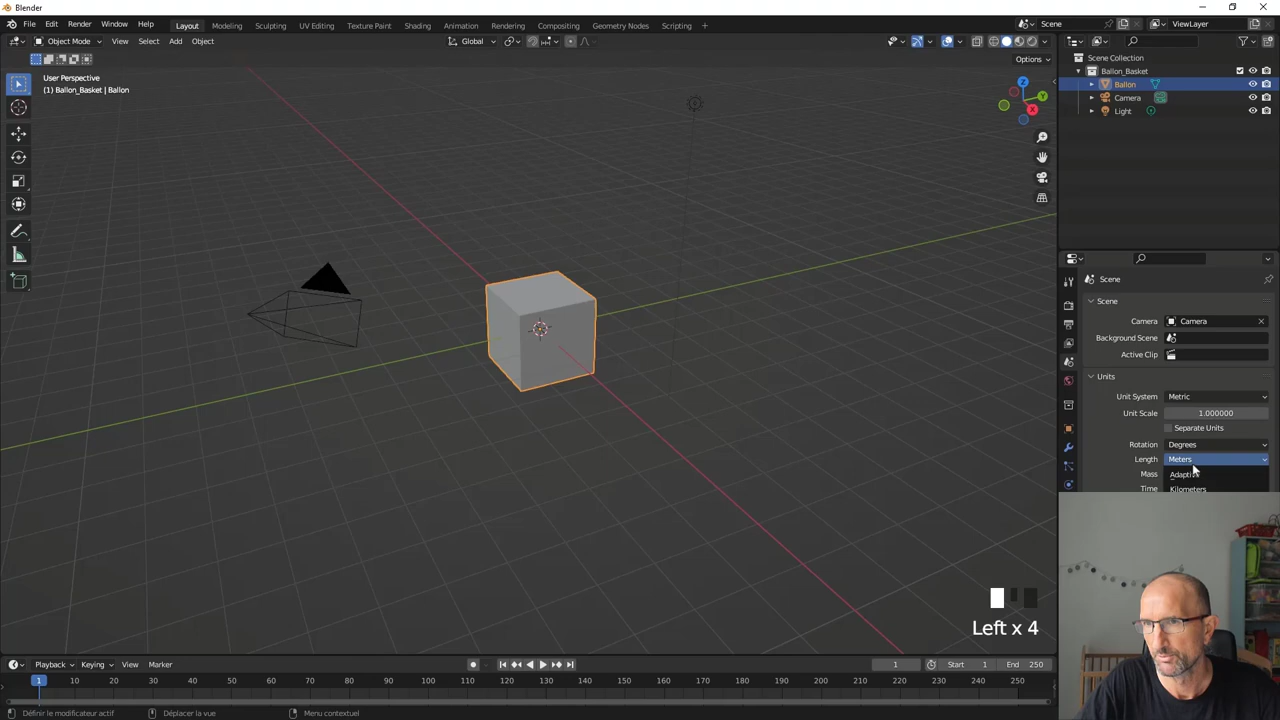 Blender
File Edit Render Window Help Layout Modeling Sculpting UV Editing Texture Paint Shading Animation Rendering Compositing Geometry Nodes Scripting + Scene ViewLayer
Object Mode View Select Add Object Global
Options
User Perspective
(1) Ballon_Basket | Ballon
Z
Y
X
Scene Collection
Ballon_Basket
Ballon
Camera
Light
Scene
Scene
Camera Camera
Background Scene
Active Clip
Units
Unit System Metric
Unit Scale 1.000000
Separate Units
Rotation Degrees
Length Meters
Mass Adaptive
Time Kilometers
Left x 4
Playback Keying View Marker 1 Start 1 End 250
1 10 20 30 40 50 60 70 80 90 100 110 120 130 140 150 160 170 180 190 200 210 220 230 240 250
Définir le modificateur actif Déplacer la vue Menu contextuel